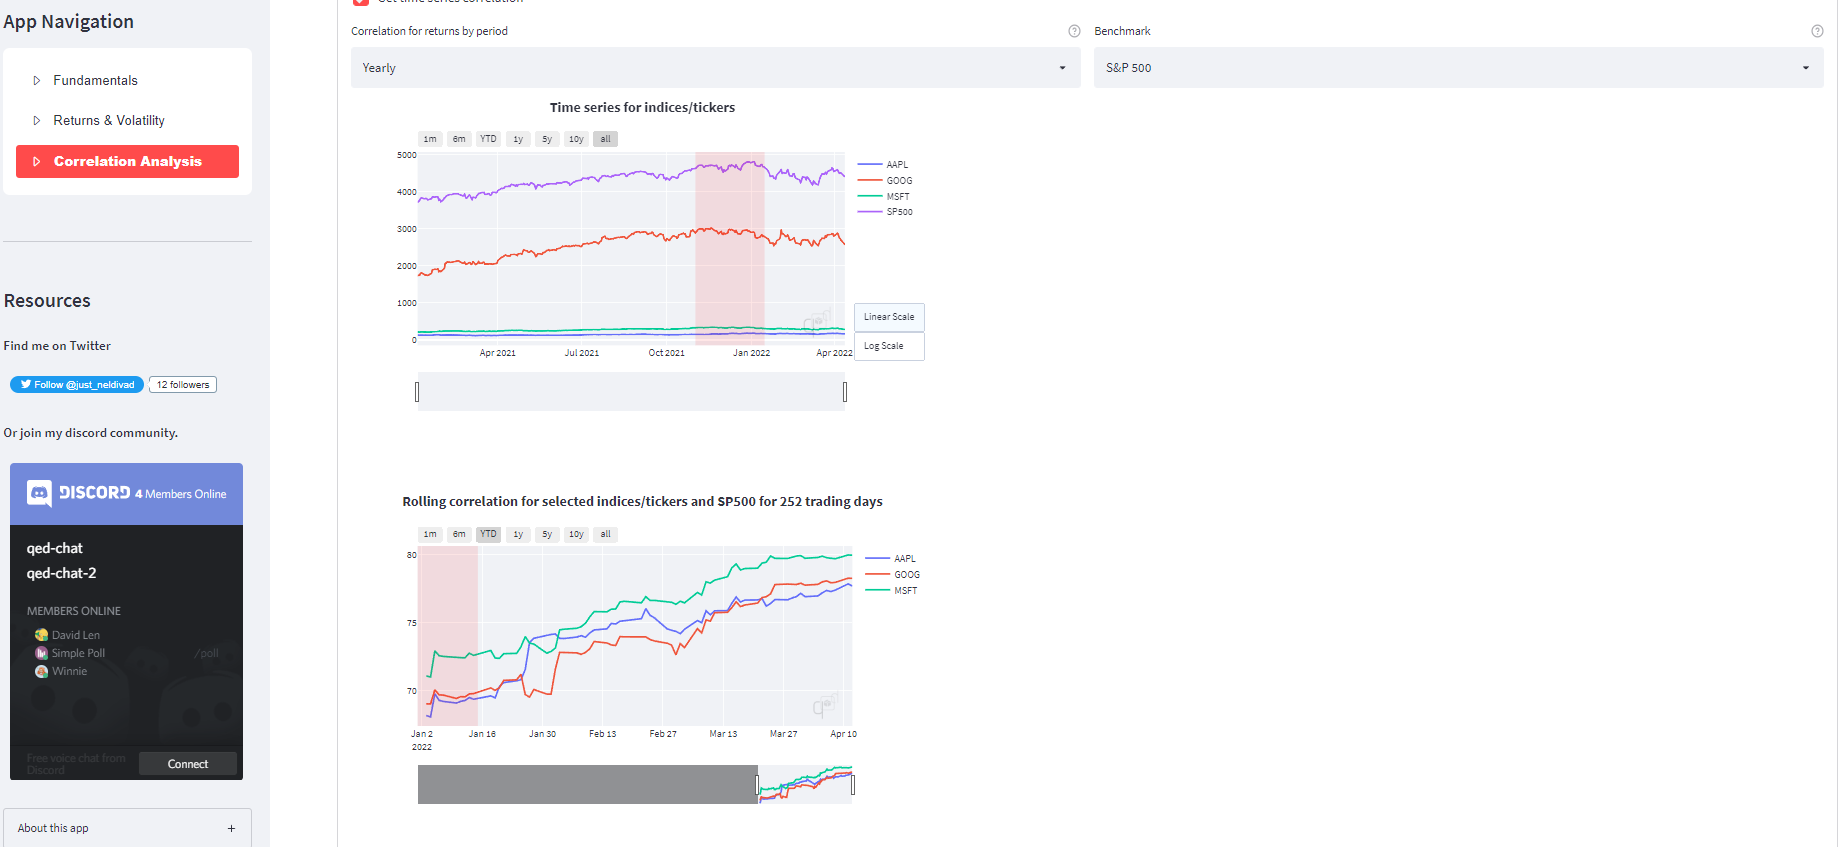 App Navigation
Fundamentals
Returns & Volatility
Correlation Analysis
Resources
Find me on Twitter
Follow @just_neldivad
12 followers
Or join my discord community.
DISCORD 4 Members Online
qed-chat
qed-chat-2
MEMBERS ONLINE
David Len
Simple Poll /poll
Winnie
Free voice chat from
Discord
Connect
About this app +
Get time series correlation
Correlation for returns by period
Yearly
Benchmark
S&P 500
Time series for indices/tickers
1m 6m YTD 1y 5y 10y all
5000
4000
3000
2000
1000
0
Apr 2021 Jul 2021 Oct 2021 Jan 2022 Apr 2022
AAPL
GOOG
MSFT
SP500
Linear Scale
Log Scale
Rolling correlation for selected indices/tickers and SP500 for 252 trading days
1m 6m YTD 1y 5y 10y all
80
75
70
Jan 2 Jan 16 Jan 30 Feb 13 Feb 27 Mar 13 Mar 27 Apr 10
2022
AAPL
GOOG
MSFT